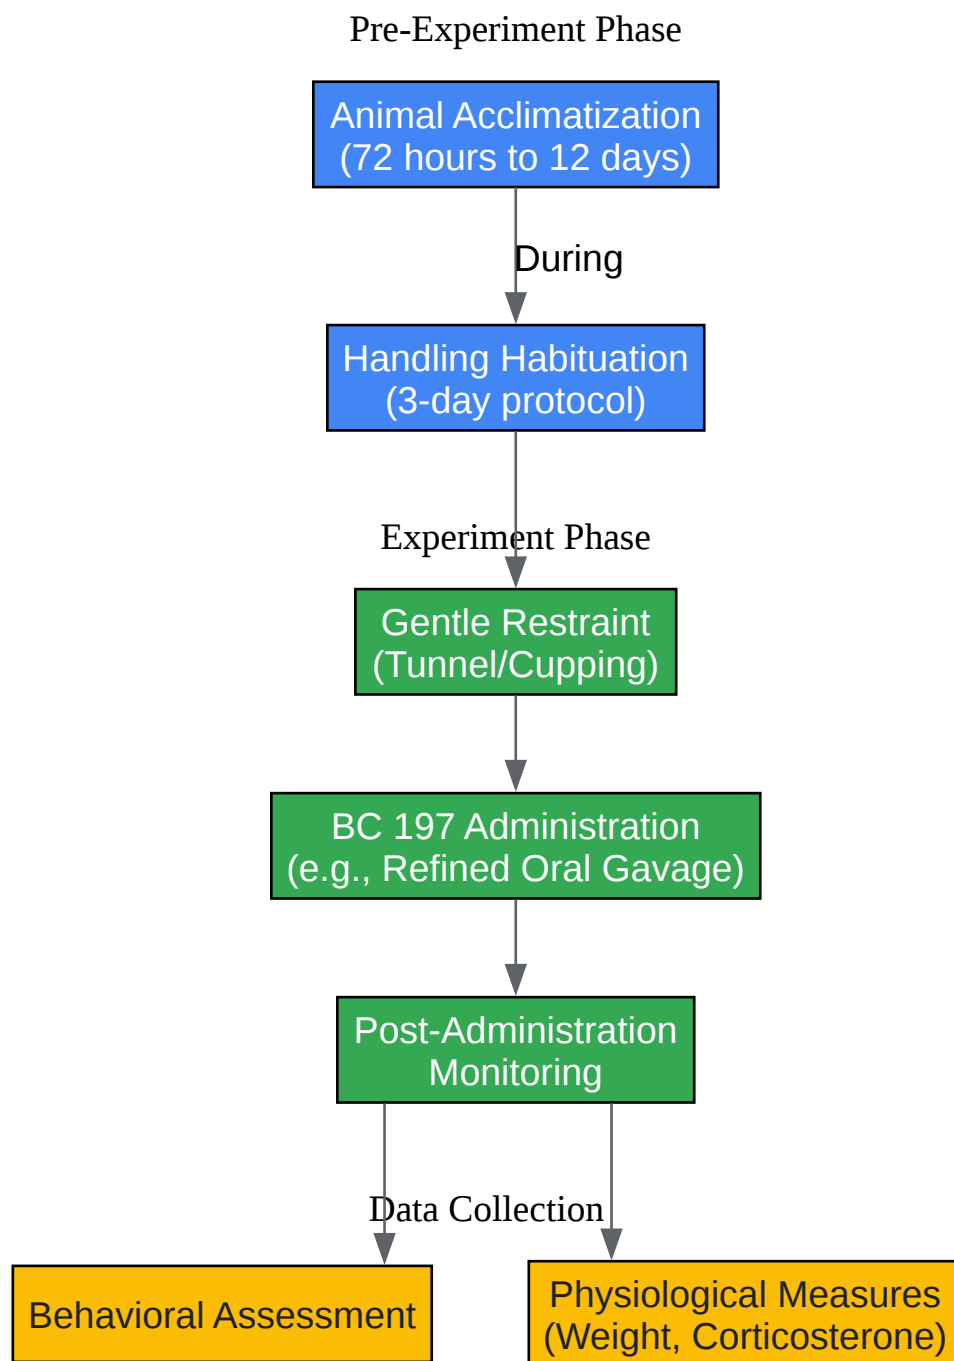 Pre-Experiment Phase
Animal Acclimatization
(72 hours to 12 days)
During
Handling Habituation
(3-day protocol)
Experiment Phase
Gentle Restraint
(Tunnel/Cupping)
BC 197 Administration
(e.g., Refined Oral Gavage)
Post-Administration
Monitoring
Data Collection
Behavioral Assessment
Physiological Measures
(Weight, Corticosterone)